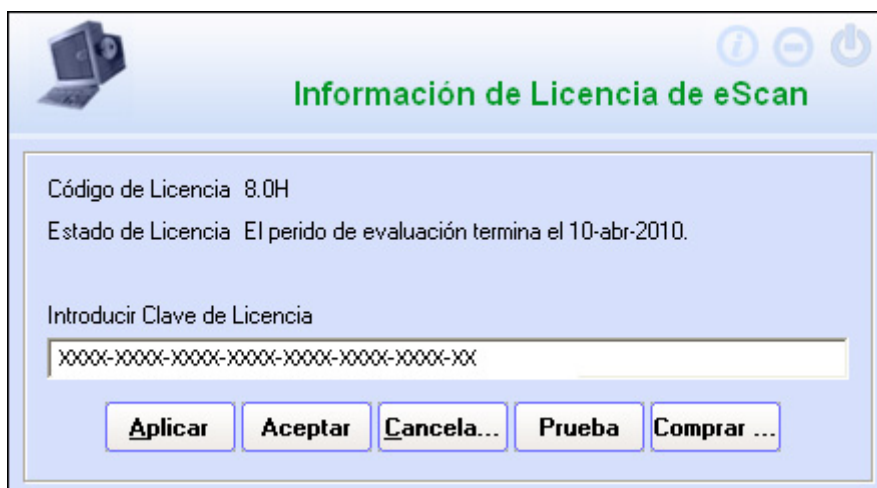 Información de Licencia de eScan
Código de Licencia 8.0H
Estado de Licencia El perido de evaluación termina el 10-abr-2010.
Introducir Clave de Licencia
XXXX-XXXX-XXXX-XXXX-XXXX-XXXX-XXXX-XX
Aplicar Aceptar Cancela... Prueba Comprar ...